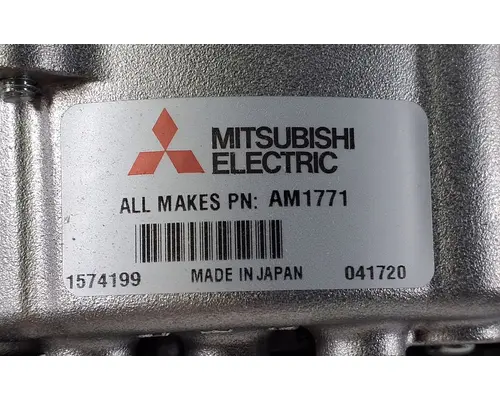 MITSUBISHI
ELECTRIC
ALL MAKES PN: AM1771
1574199 MADE IN JAPAN 041720